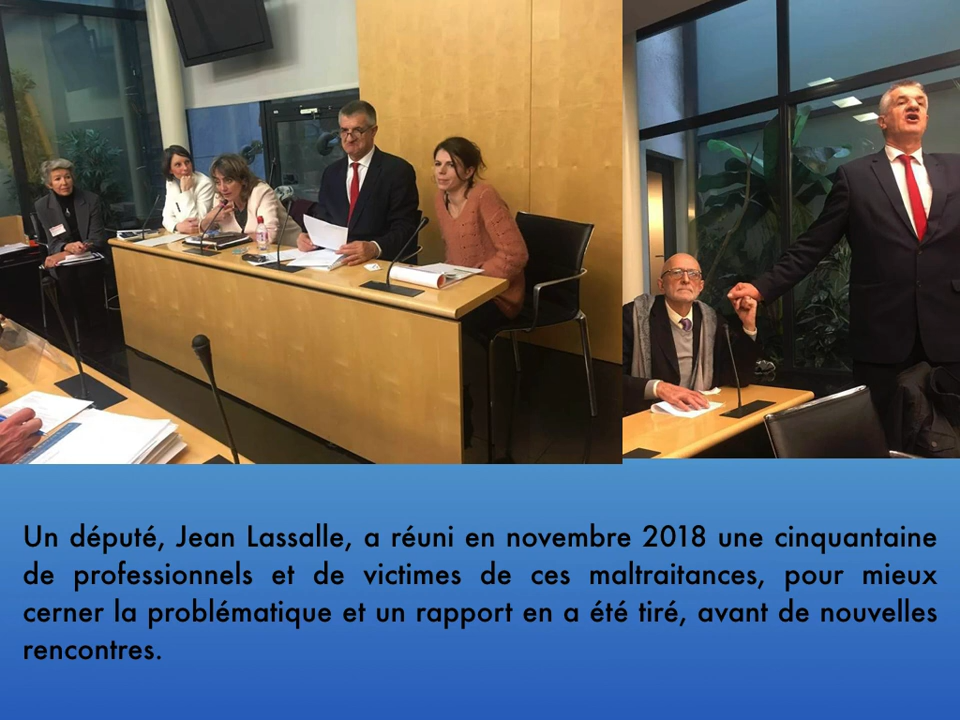 Un député, Jean Lassalle, a réuni en novembre 2018 une cinquantaine
de professionnels et de victimes de ces maltraitances, pour mieux
cerner la problématique et un rapport en a été tiré, avant de nouvelles
rencontres.